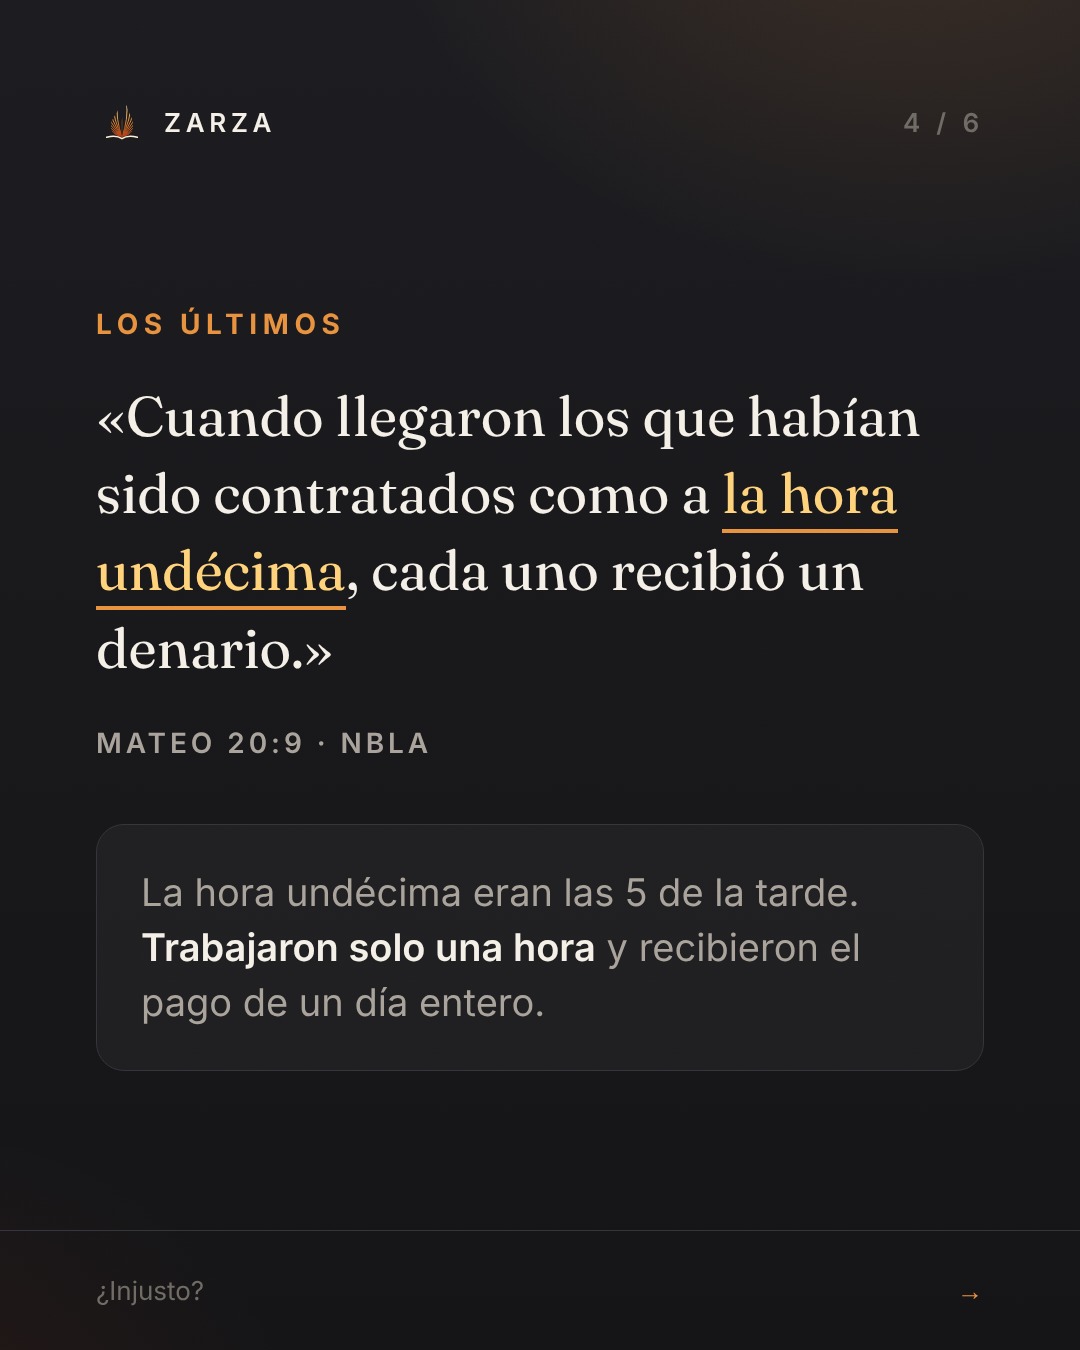 ZARZA
4 / 6
LOS ÚLTIMOS
«Cuando llegaron los que habían
sido contratados como a la hora
undécima, cada uno recibió un
denario.»
MATEO 20:9 · NBLA
La hora undécima eran las 5 de la tarde.
Trabajaron solo una hora y recibieron el
pago de un día entero.
¿Injusto?
→